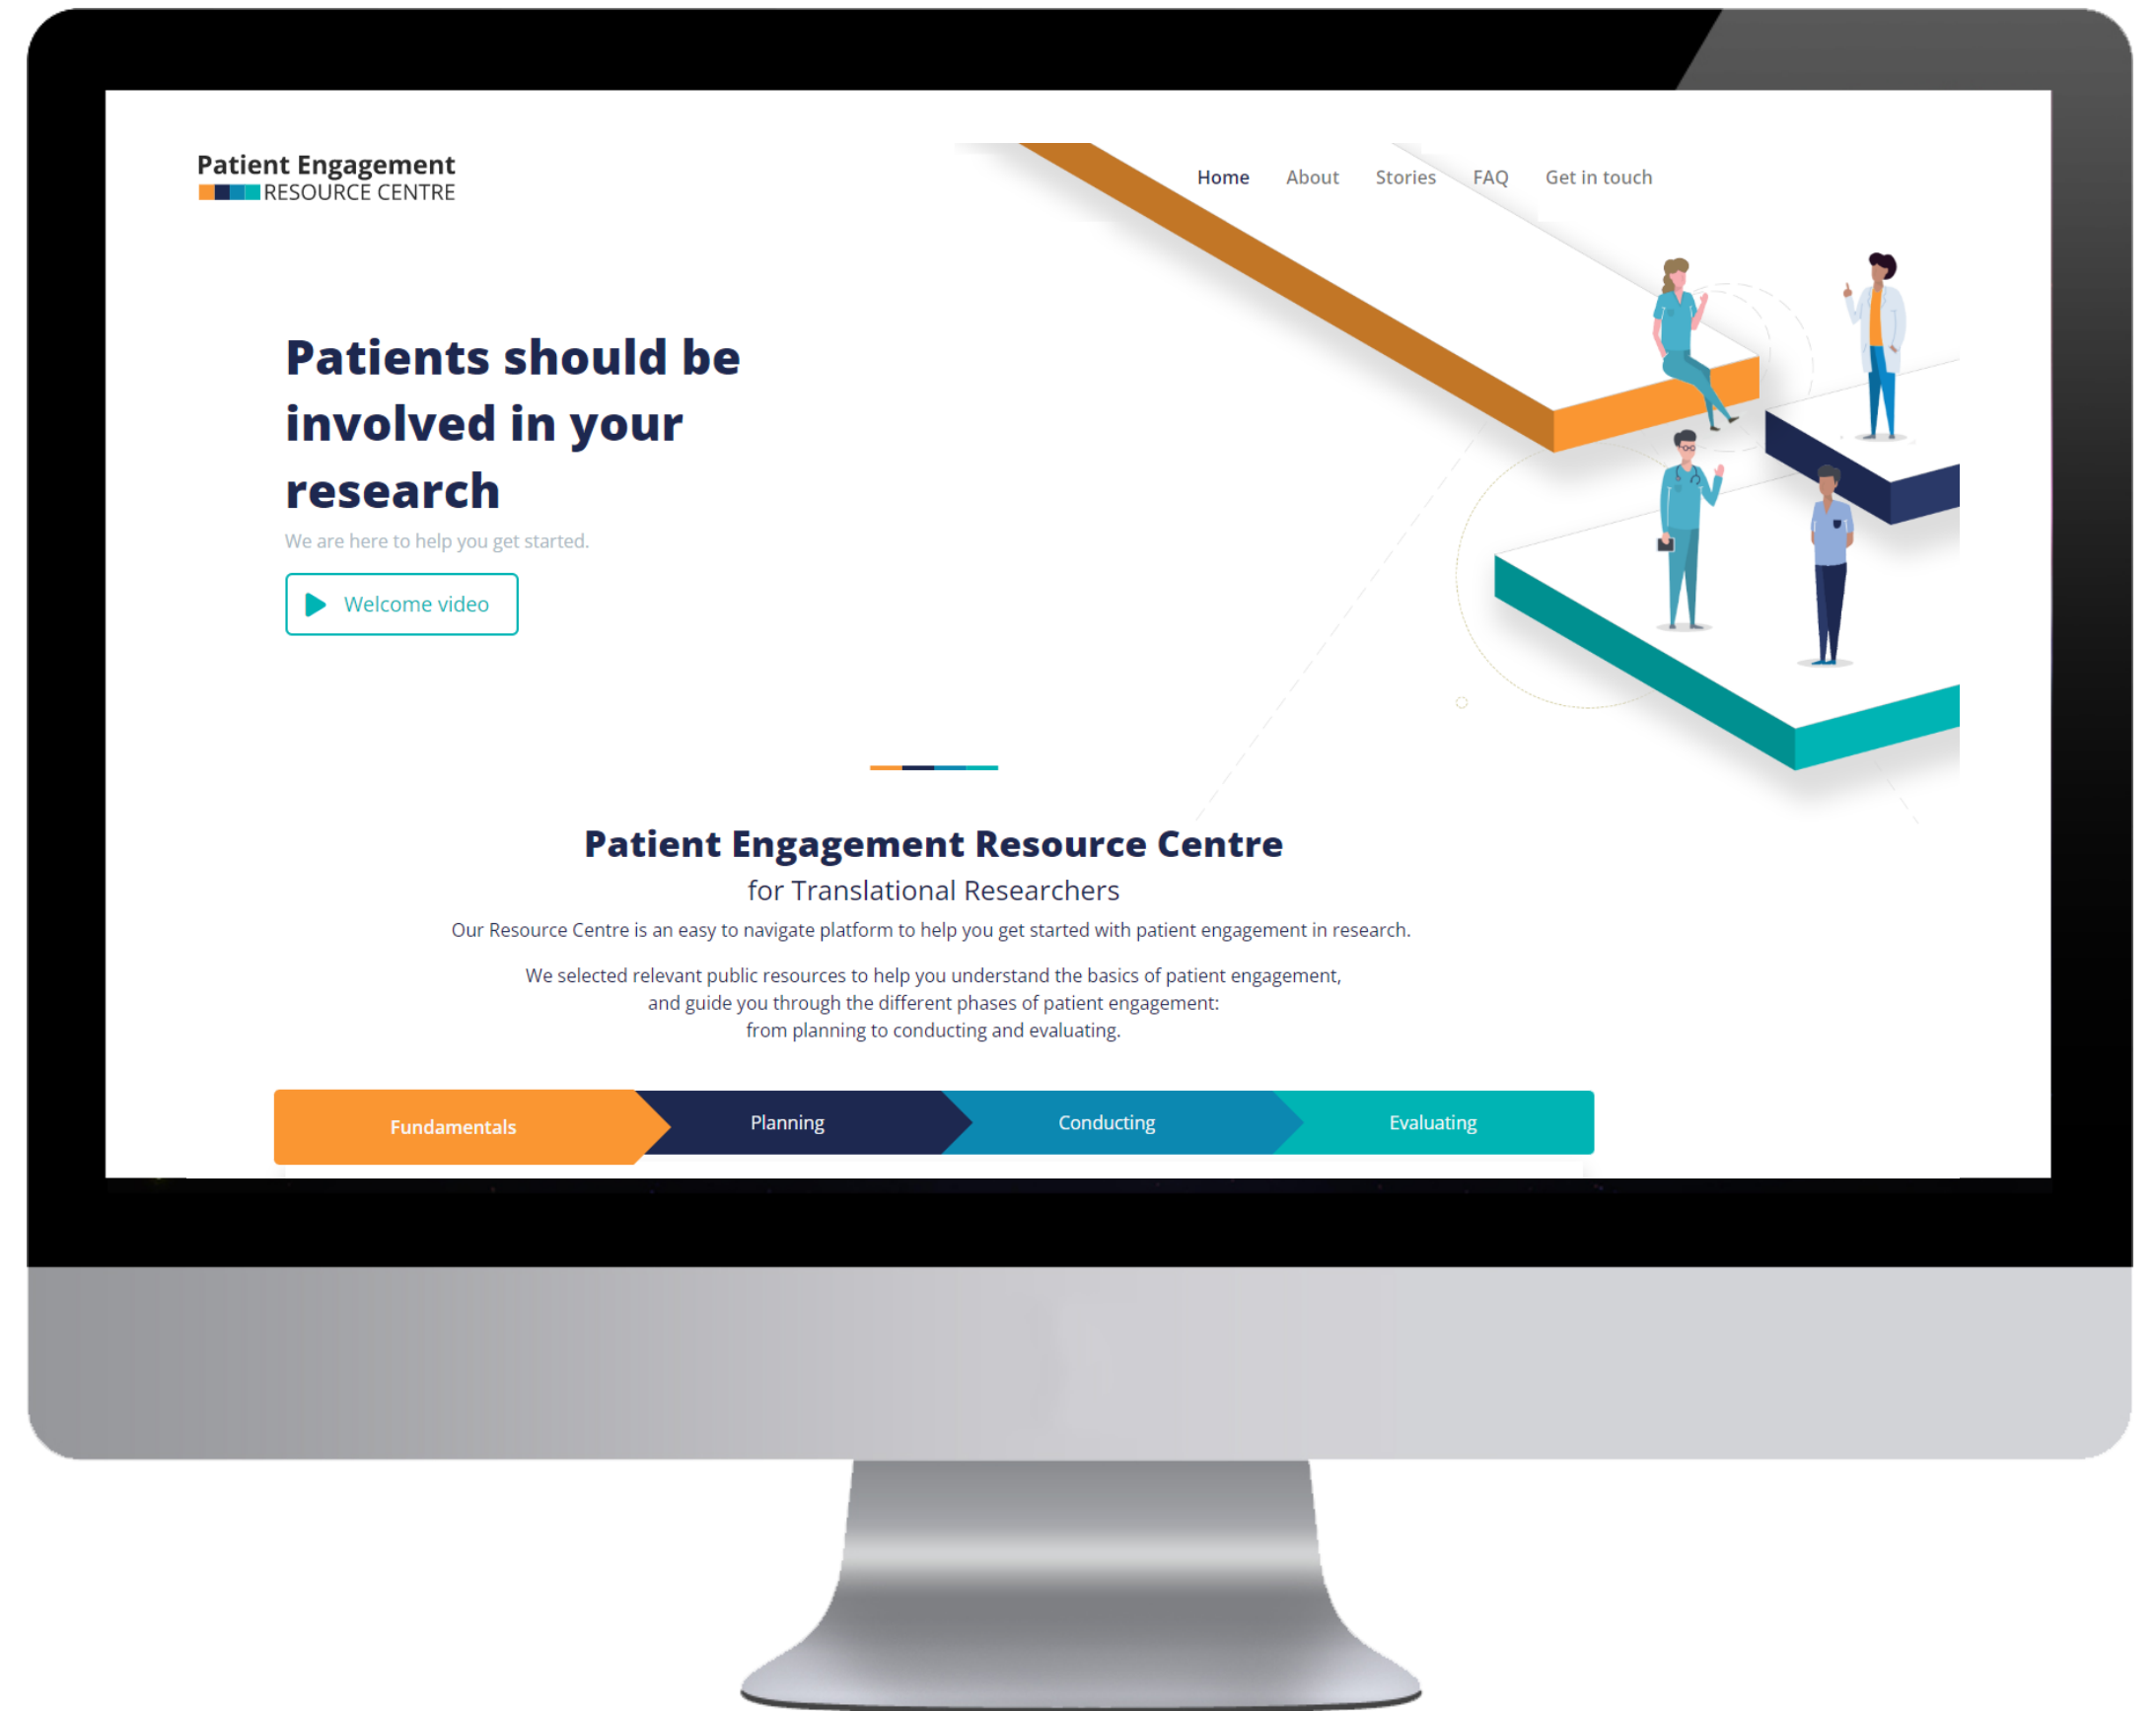 Patient Engagement
RESOURCE CENTRE
Home About Stories FAQ Get in touch
Patients should be
involved in your
research
We are here to help you get started.
Welcome video
Patient Engagement Resource Centre
for Translational Researchers
Our Resource Centre is an easy to navigate platform to help you get started with patient engagement in research.
We selected relevant public resources to help you understand the basics of patient engagement,
and guide you through the different phases of patient engagement:
from planning to conducting and evaluating.
Fundamentals Planning Conducting Evaluating